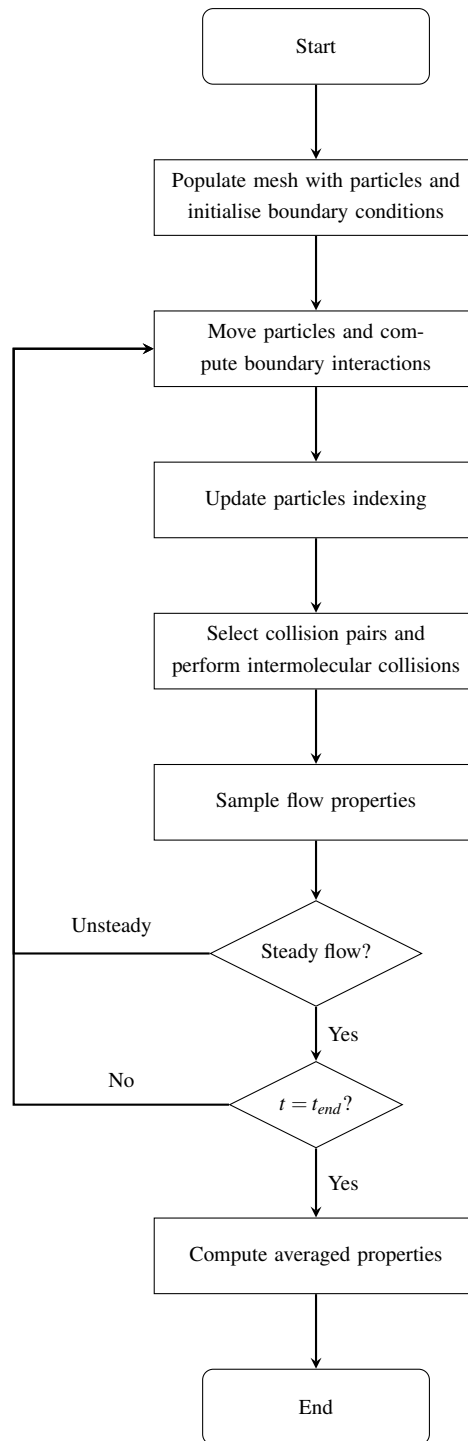 Start
Populate mesh with particles and
initialise boundary conditions
Move particles and com-
pute boundary interactions
Update particles indexing
Select collision pairs and
perform intermolecular collisions
Sample flow properties
Unsteady
Steady flow?
Yes
No
t = t_end?
Yes
Compute averaged properties
End